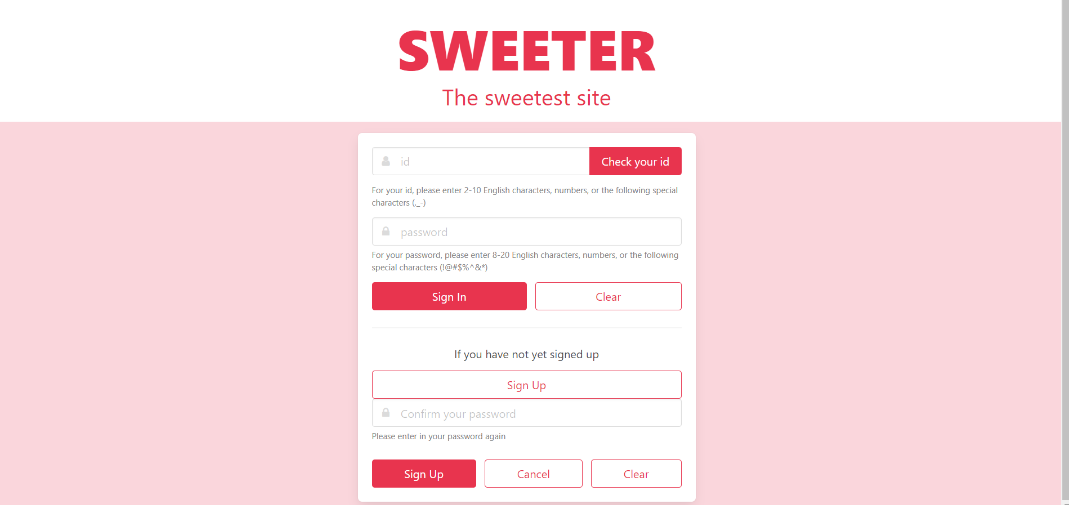 SWEETER
The sweetest site
id
Check your id
For your id, please enter 2-10 English characters, numbers, or the following special
characters (._-)
password
For your password, please enter 8-20 English characters, numbers, or the following
special characters (!@#$%^&*)
Sign In
Clear
If you have not yet signed up
Sign Up
Confirm your password
Please enter in your password again
Sign Up
Cancel
Clear